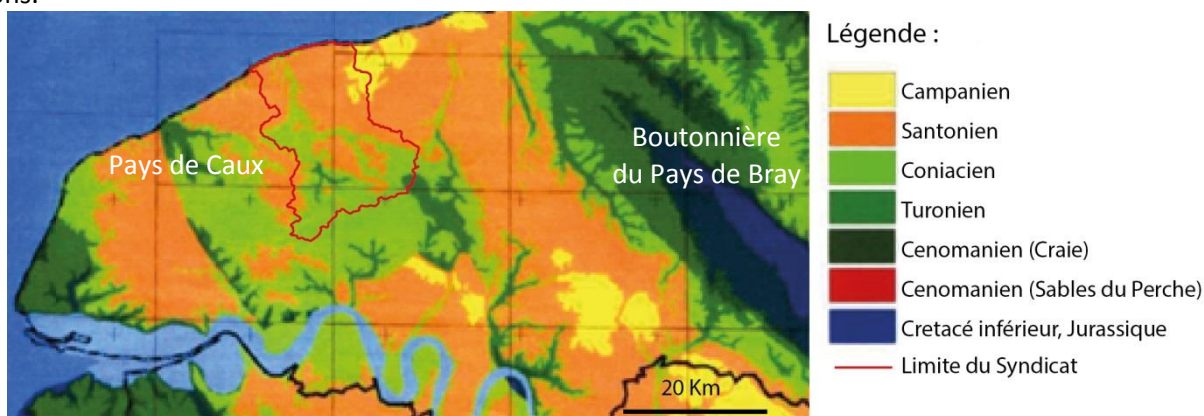 ons.
Pays de Caux
Boutonnière
du Pays de Bray
20 Km
Légende :
Campanien
Santonien
Coniacien
Turonien
Cenomanien (Craie)
Cenomanien (Sables du Perche)
Cretacé inférieur, Jurassique
Limite du Syndicat